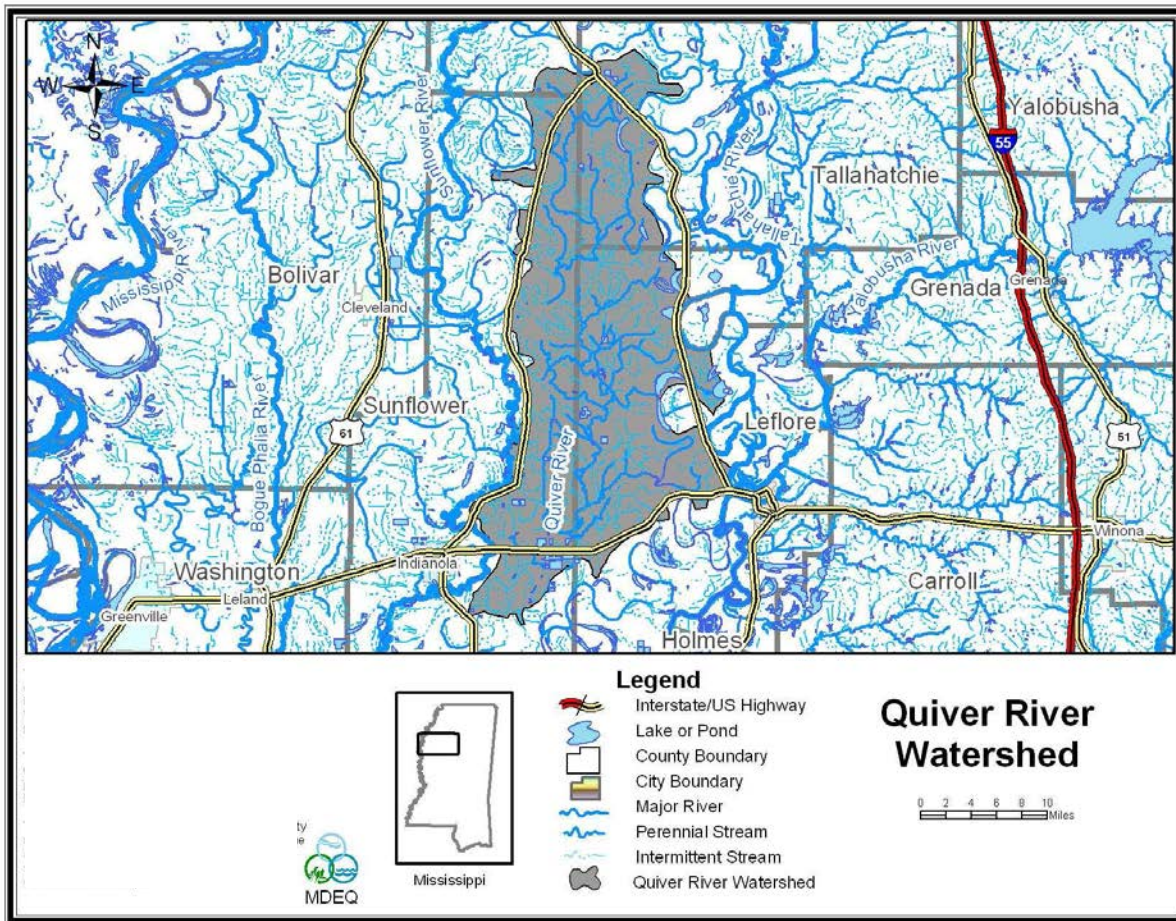 N
W E
S
Mississippi River
Sunflower River
Tallahatchie River
Yalobusha
55
Tallahatchie
Tallahatchie
Yalobusha River
Bolivar
Cleveland
Grenada
Grenada
Sunflower
61
Bogue Phalia River
Quiver River
Leflore
51
Winona
Indianola
Washington
Leland
Greenville
Carroll
Holmes
Legend
Interstate/US Highway
Lake or Pond
County Boundary
City Boundary
Major River
Perennial Stream
Intermittent Stream
Quiver River Watershed
Quiver River
Watershed
0 2 4 6 8 10
Miles
Mississippi
ty
MDEQ